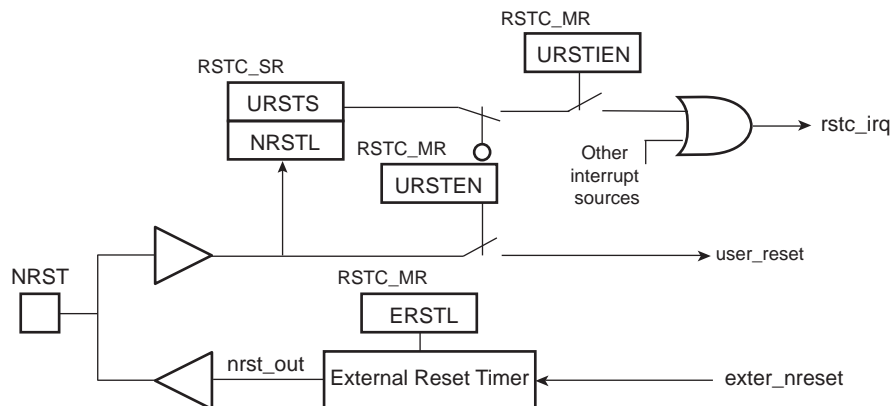 RSTC_MR
URSTIEN
RSTC_SR
URSTS
NRSTL
RSTC_MR
URSTEN
rstc_irq
Other
interrupt
sources
user_reset
NRST
RSTC_MR
ERSTL
nrst_out
External Reset Timer
exter_nreset